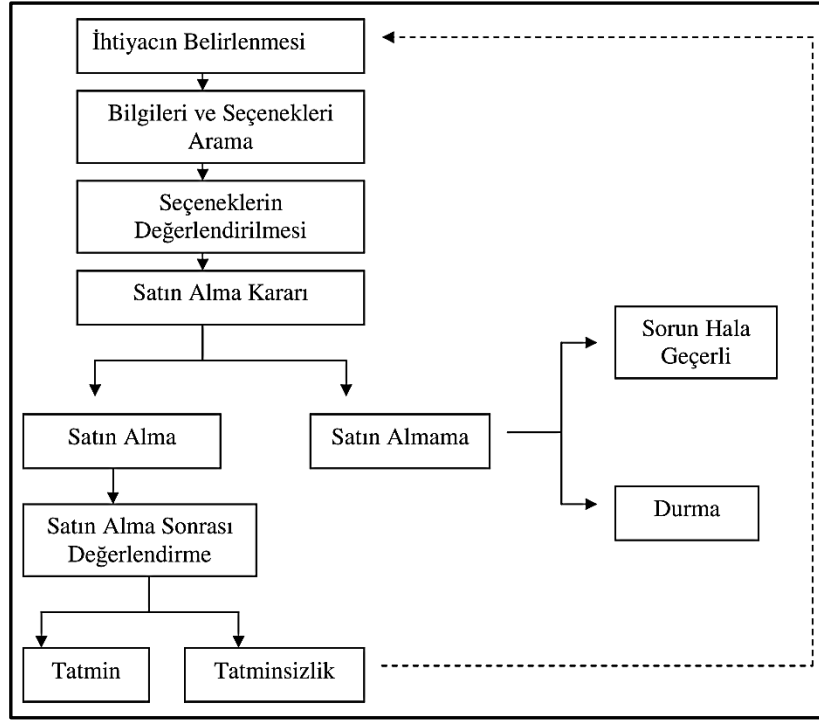 İhtiyacın Belirlenmesi
Bilgileri ve Seçenekleri
Arama
Seçeneklerin
Değerlendirilmesi
Satın Alma Kararı
Sorun Hala
Geçerli
Satın Alma
Satın Almama
Durma
Satın Alma Sonrası
Değerlendirme
Tatmin
Tatminsizlik